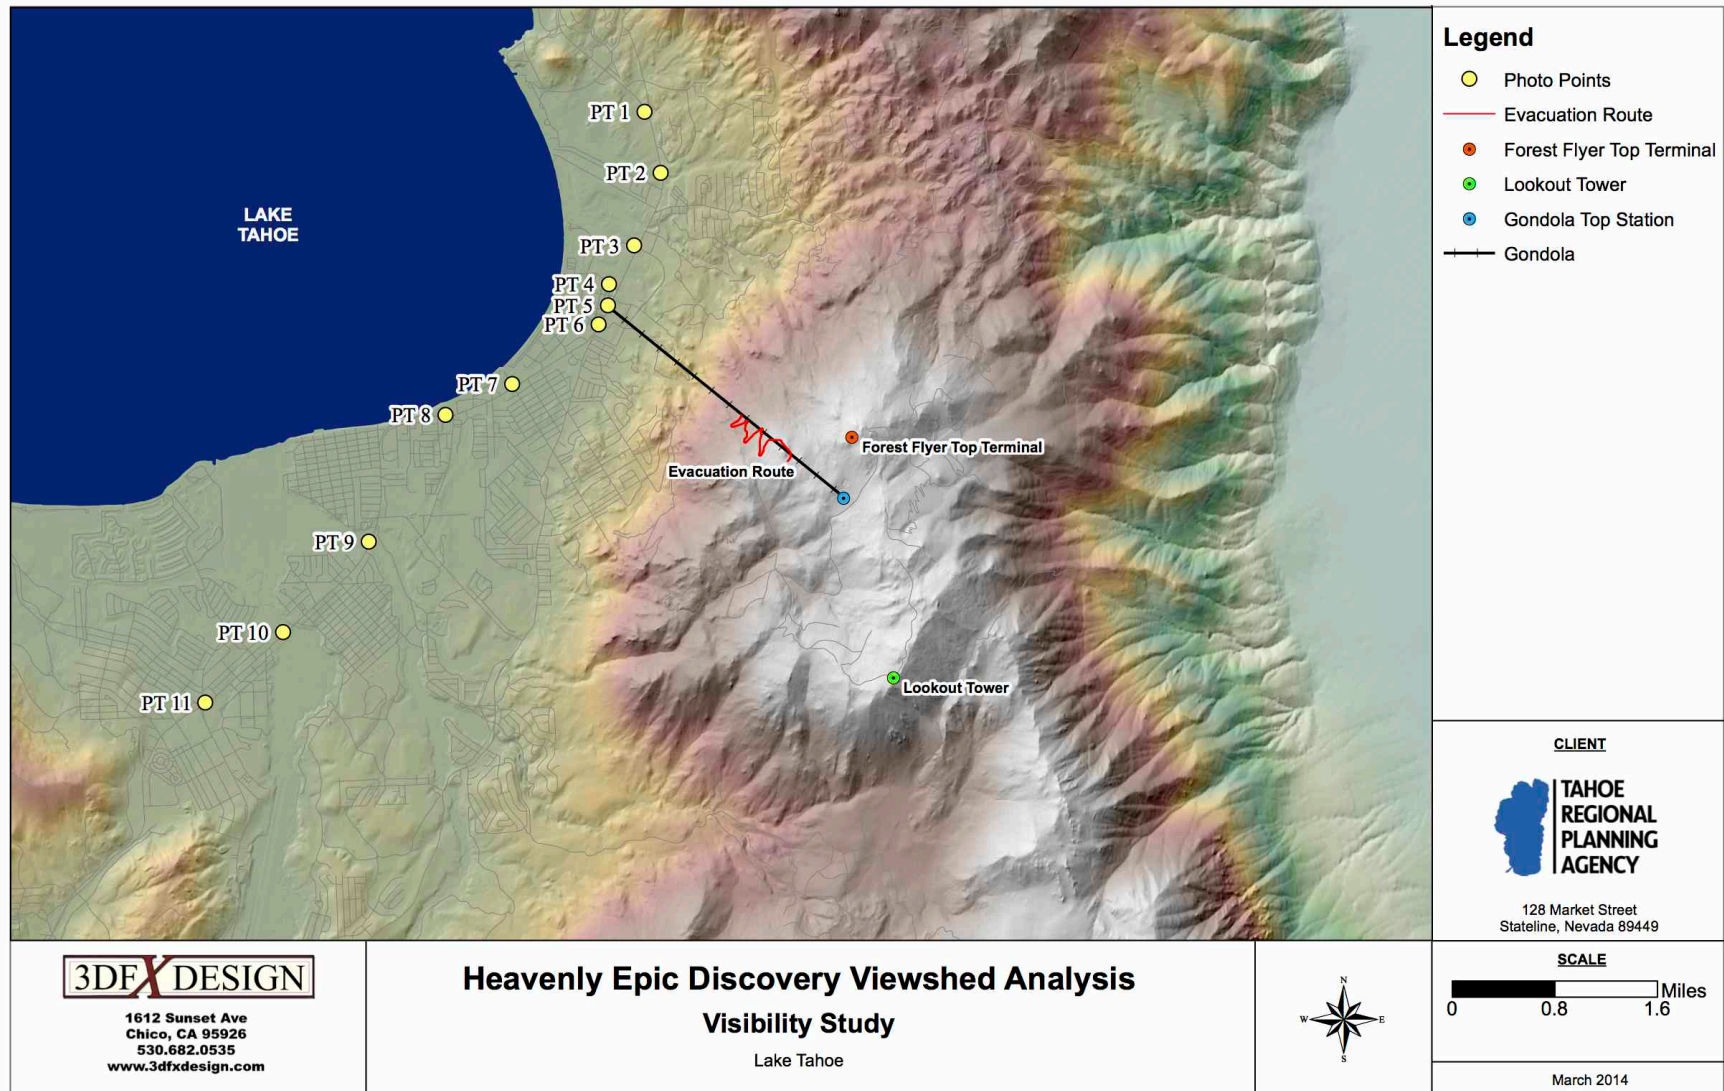 PT 1
PT 2
LAKE
TAHOE
PT 3
PT 4
PT 5
PT 6
PT 7
PT 8
Forest Flyer Top Terminal
Evacuation Route
PT 9
PT 10
Lookout Tower
PT 11
Legend
Photo Points
Evacuation Route
Forest Flyer Top Terminal
Lookout Tower
Gondola Top Station
Gondola
CLIENT
TAHOE
REGIONAL
PLANNING
AGENCY
128 Market Street
Stateline, Nevada 89449
3DFXDESIGN
1612 Sunset Ave
Chico, CA 95926
530.682.0535
www.3dfxdesign.com
Heavenly Epic Discovery Viewshed Analysis
Visibility Study
Lake Tahoe
N
W E
S
SCALE
Miles
0 0.8 1.6
March 2014